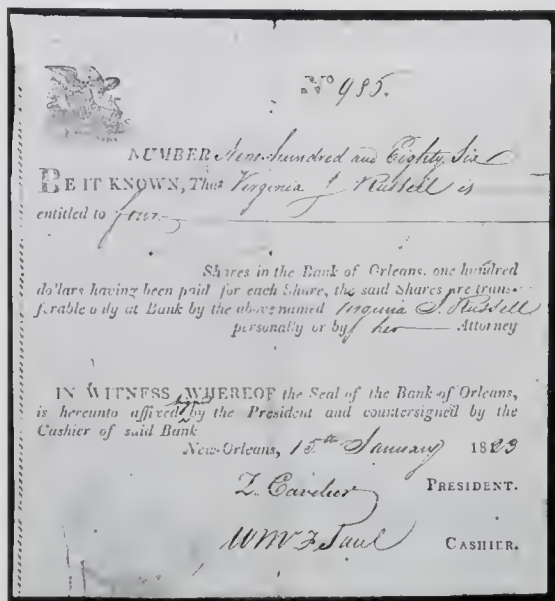 No 985.
NUMBER Nine hundred and Eighty Six
BE IT KNOWN, That Virginia J Russell is
entitled to four
Shares in the Bank of Orleans, one hundred
dollars having been paid for each Share, the said Shares are trans-
ferable only at Bank by the above named Virginia J. Russell
personally or by her Attorney
IN WITNESS WHEREOF the Seal of the Bank of Orleans,
is hereunto affixed signed by the President and countersigned by the
Cashier of said Bank
New-Orleans, 15th January 1823
Z. Cavelier PRESIDENT.
Wm F Saul CASHIER.